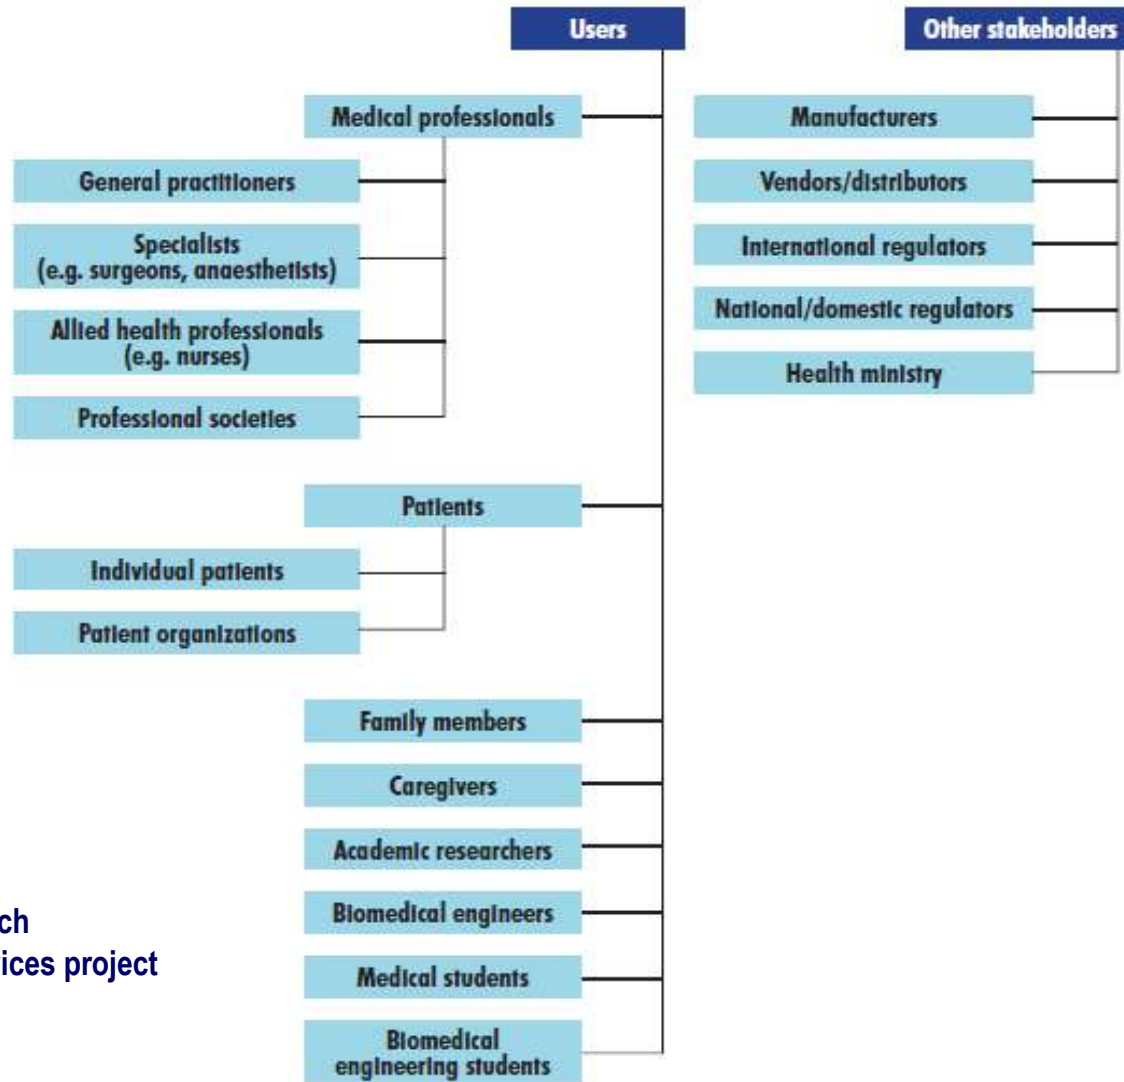 Users
Other stakeholders
Medical professionals
General practitioners
Specialists
(e.g. surgeons, anaesthetists)
Allied health professionals
(e.g. nurses)
Professional societies
Patients
Individual patients
Patient organizations
Family members
Caregivers
Academic researchers
Biomedical engineers
Medical students
Biomedical
engineering students
Manufacturers
Vendors/distributors
International regulators
National/domestic regulators
Health ministry
ch
ices project